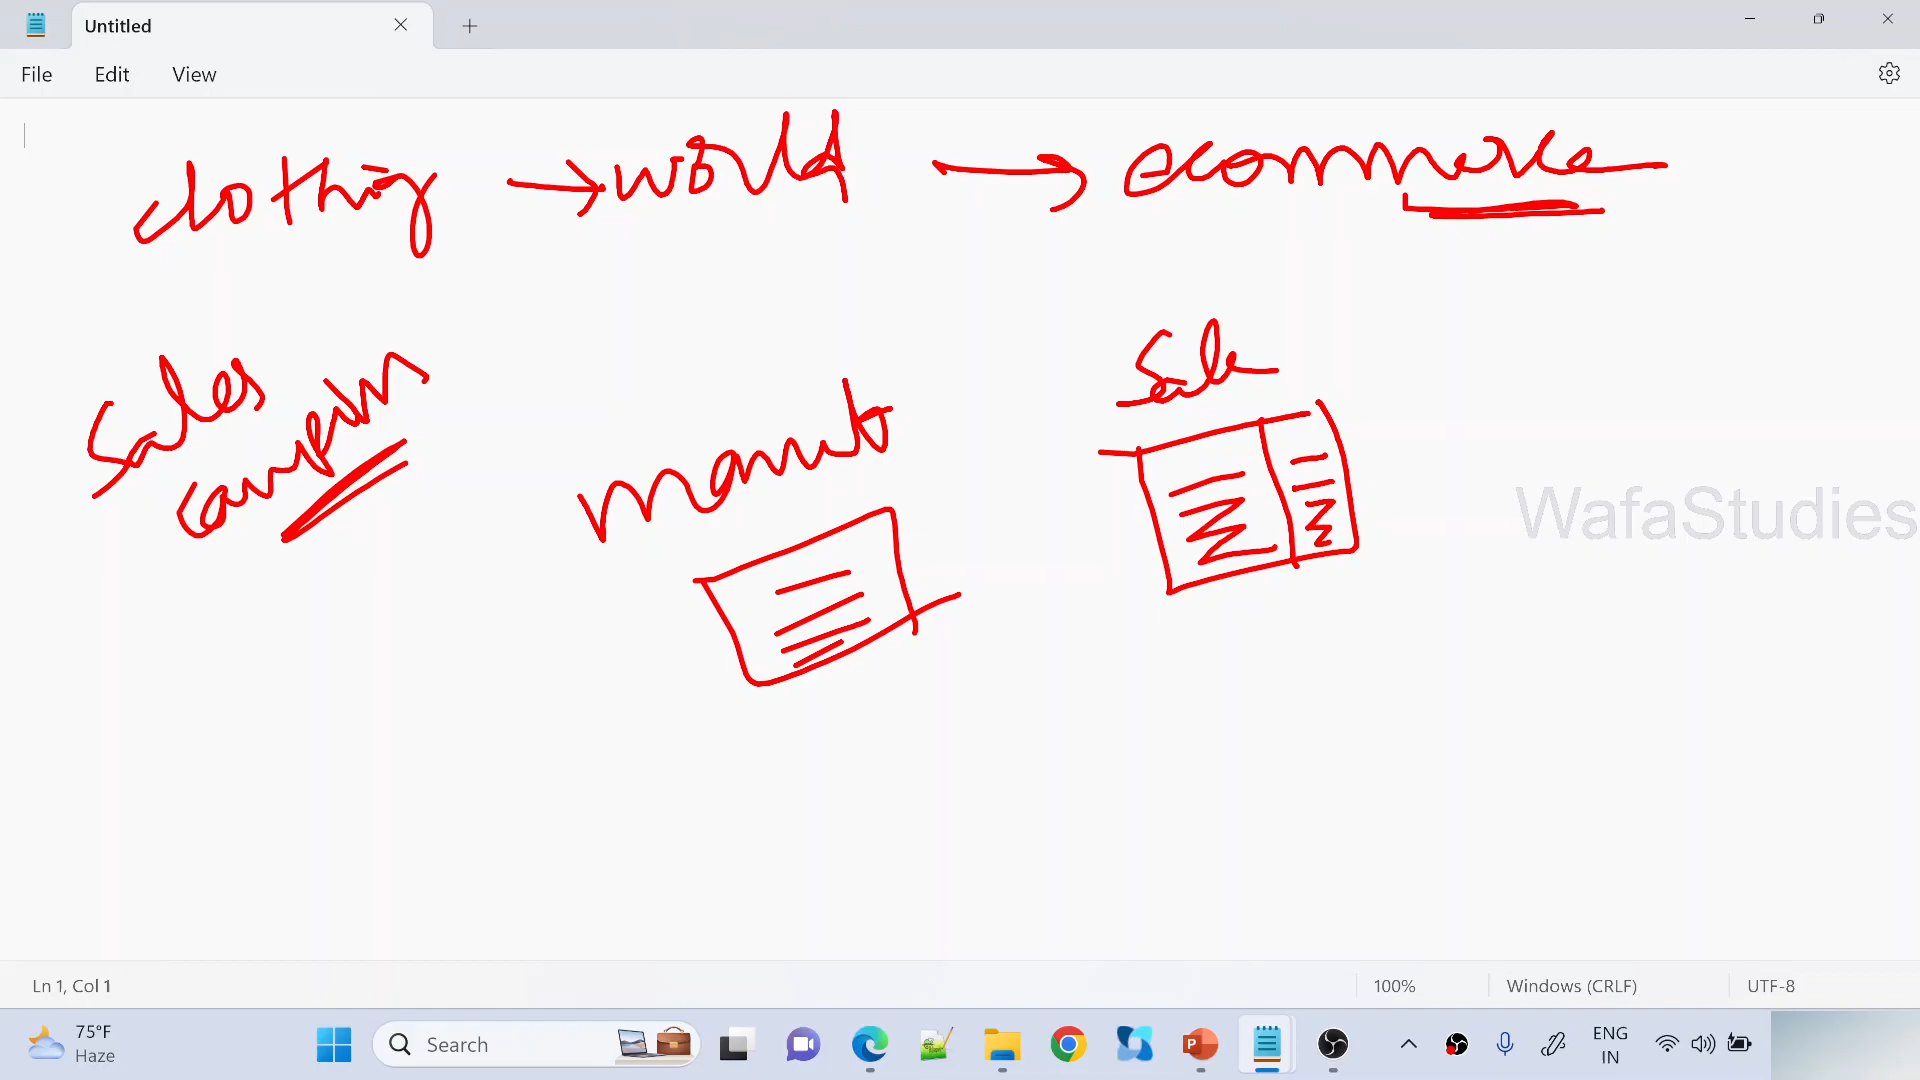 Untitled
File Edit View
clothing → world → ecommerce
Sales
Sale
WafaStudies
Ln 1, Col 1 100% Windows (CRLF) UTF-8
75°F
Haze
Search
ENG
IN